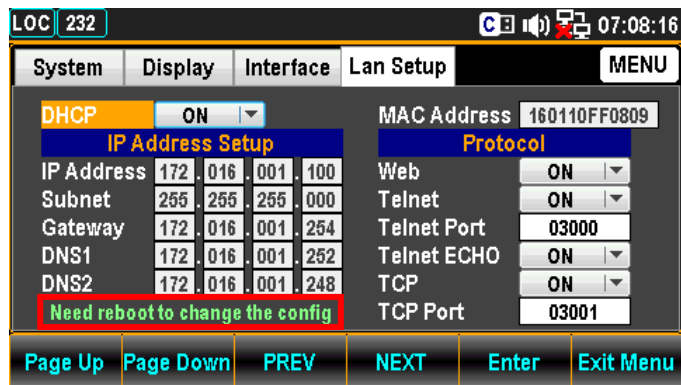 LOC 232 C 07:08:16
System Display Interface Lan Setup MENU
DHCP ON MAC Address 160110FF0809
IP Address Setup Protocol
IP Address 172 . 016 . 001 . 100 Web ON
Subnet 255 . 255 . 255 . 000 Telnet ON
Gateway 172 . 016 . 001 . 254 Telnet Port 03000
DNS1 172 . 016 . 001 . 252 Telnet ECHO ON
DNS2 172 . 016 . 001 . 248 TCP ON
Need reboot to change the config TCP Port 03001
Page Up Page Down PREV NEXT Enter Exit Menu